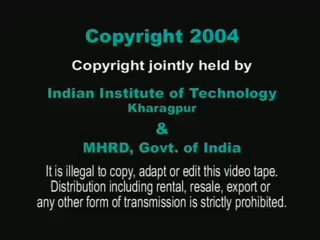 Copyright 2004
Copyright jointly held by
Indian Institute of Technology
Kharagpur
&
MHRD, Govt. of India
It is illegal to copy, adapt or edit this video tape.
Distribution including rental, resale, export or
any other form of transmission is strictly prohibited.